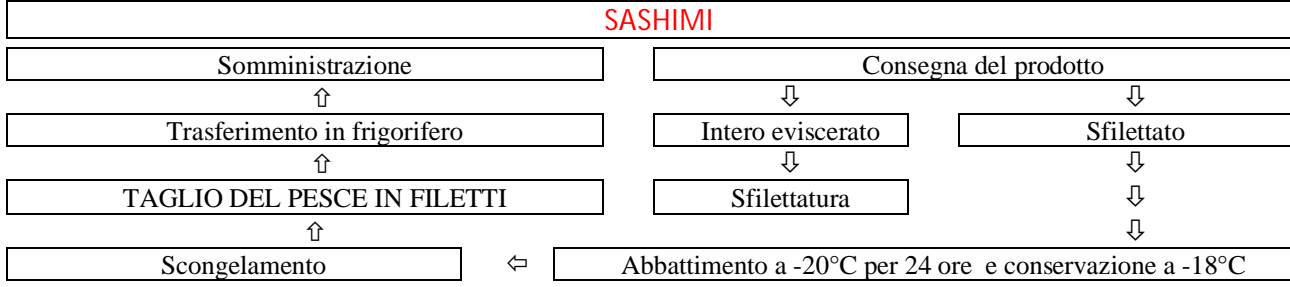 SASHIMI
Somministrazione
Consegna del prodotto
⇧
⇩
⇩
Trasferimento in frigorifero
Intero eviscerato
Sfilettato
⇧
⇩
⇩
TAGLIO DEL PESCE IN FILETTI
Sfilettatura
⇩
⇧
⇩
Scongelamento
⇦
Abbattimento a -20°C per 24 ore e conservazione a -18°C